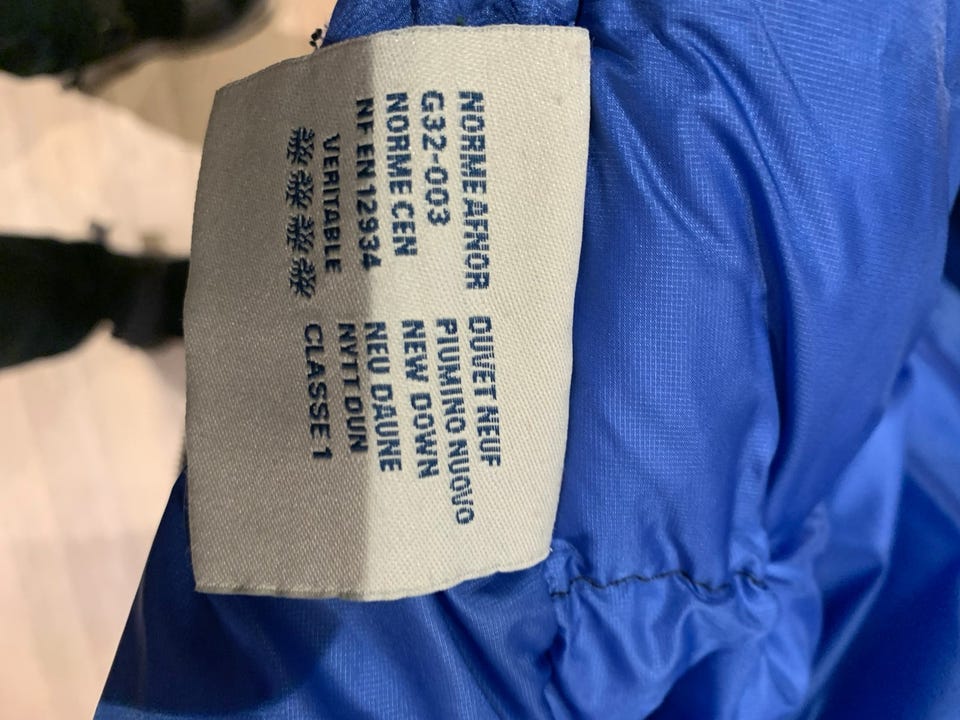 NORME AFNOR
G32-003
NORME CEN
NF EN 12934
VERITABLE
DUVET NEUF
PIUMINO NUOVO
NEW DOWN
NEU DAUNE
NYTT DUN
CLASSE 1